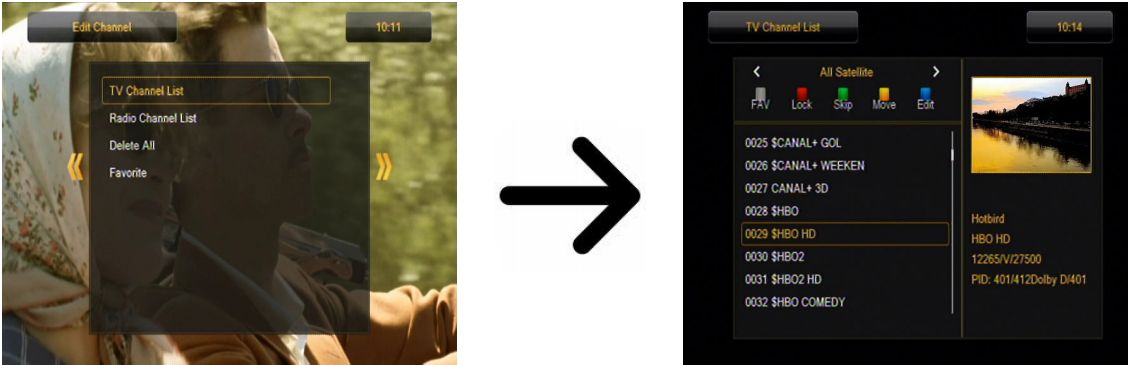 Edit Channel
10:11
TV Channel List
Radio Channel List
Delete All
Favorite
TV Channel List
10:14
All Satellite
FAV Lock Skip Move Edit
0025 $CANAL+ GOL
0026 $CANAL+ WEEKEN
0027 CANAL+ 3D
0028 $HBO
0029 $HBO HD
0030 $HBO2
0031 $HBO2 HD
0032 $HBO COMEDY
Hotbird
HBO HD
12265/V/27500
PID: 401/412Dolby D/401